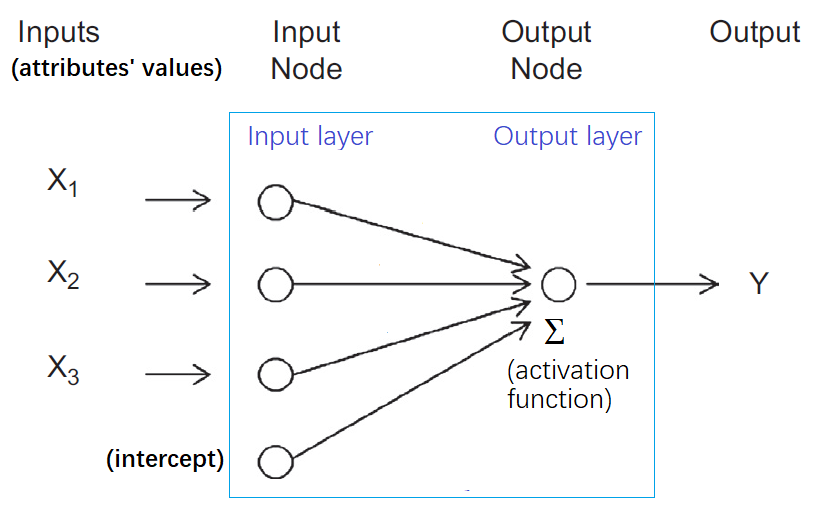 Inputs
(attributes' values)
Input
Node
Output
Node
Output
Input layer
Output layer
X1
X2
X3
(intercept)
Σ
(activation
function)
Y